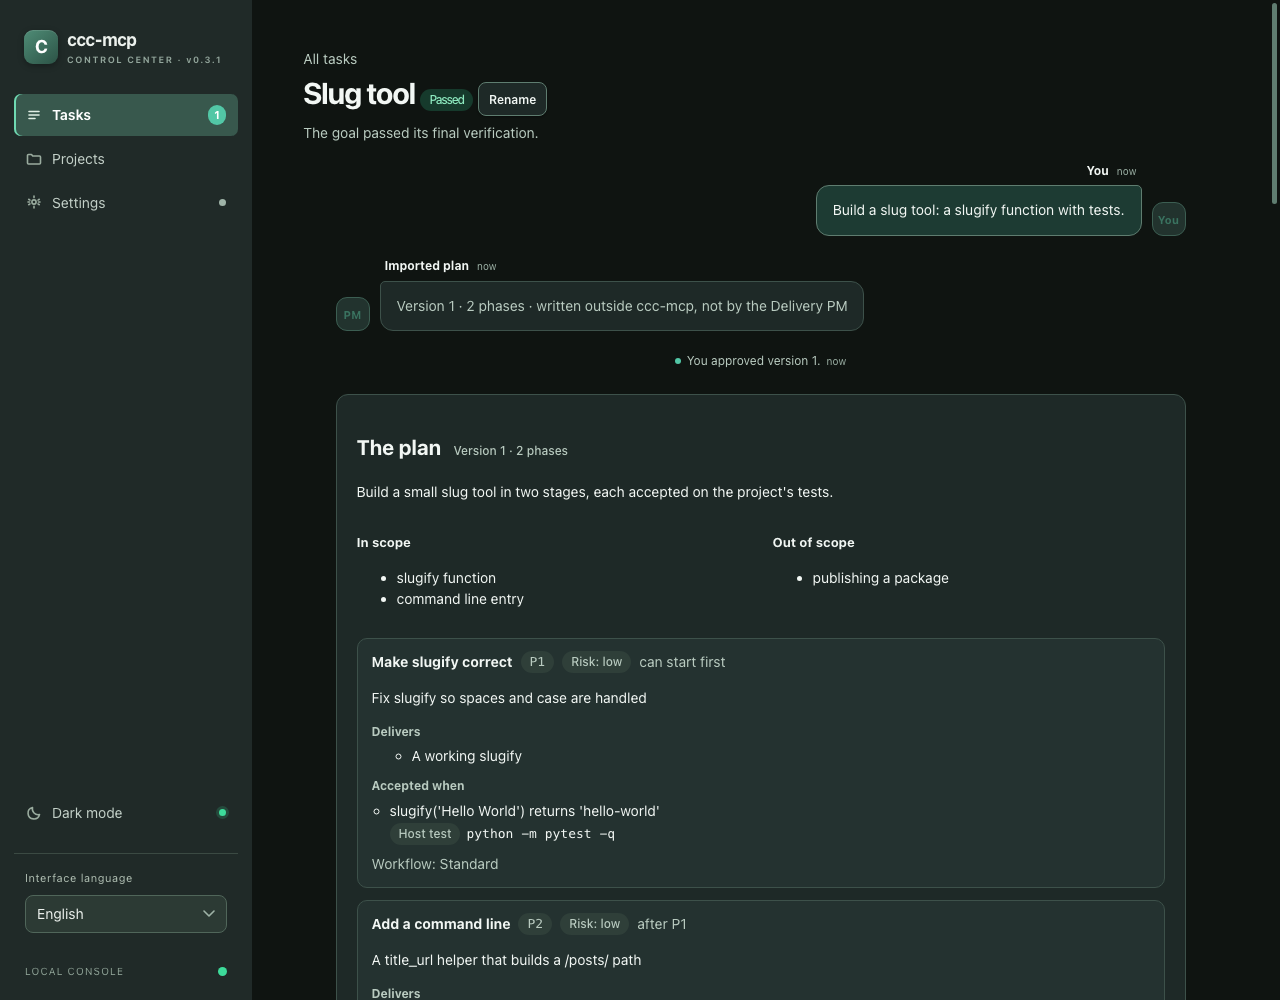 C
ccc-mcp
CONTROL CENTER · v0.3.1
Tasks 1
Projects
Settings
Dark mode
Interface language
English
LOCAL CONSOLE
All tasks
Slug tool Passed Rename
The goal passed its final verification.
You now
Build a slug tool: a slugify function with tests.
You
Imported plan now
PM
Version 1 · 2 phases · written outside ccc-mcp, not by the Delivery PM
You approved version 1. now
The plan Version 1 · 2 phases
Build a small slug tool in two stages, each accepted on the project's tests.
In scope
slugify function
command line entry
Out of scope
publishing a package
Make slugify correct P1 Risk: low can start first
Fix slugify so spaces and case are handled
Delivers
A working slugify
Accepted when
slugify('Hello World') returns 'hello-world'
Host test python -m pytest -q
Workflow: Standard
Add a command line P2 Risk: low after P1
A title_url helper that builds a /posts/ path
Delivers